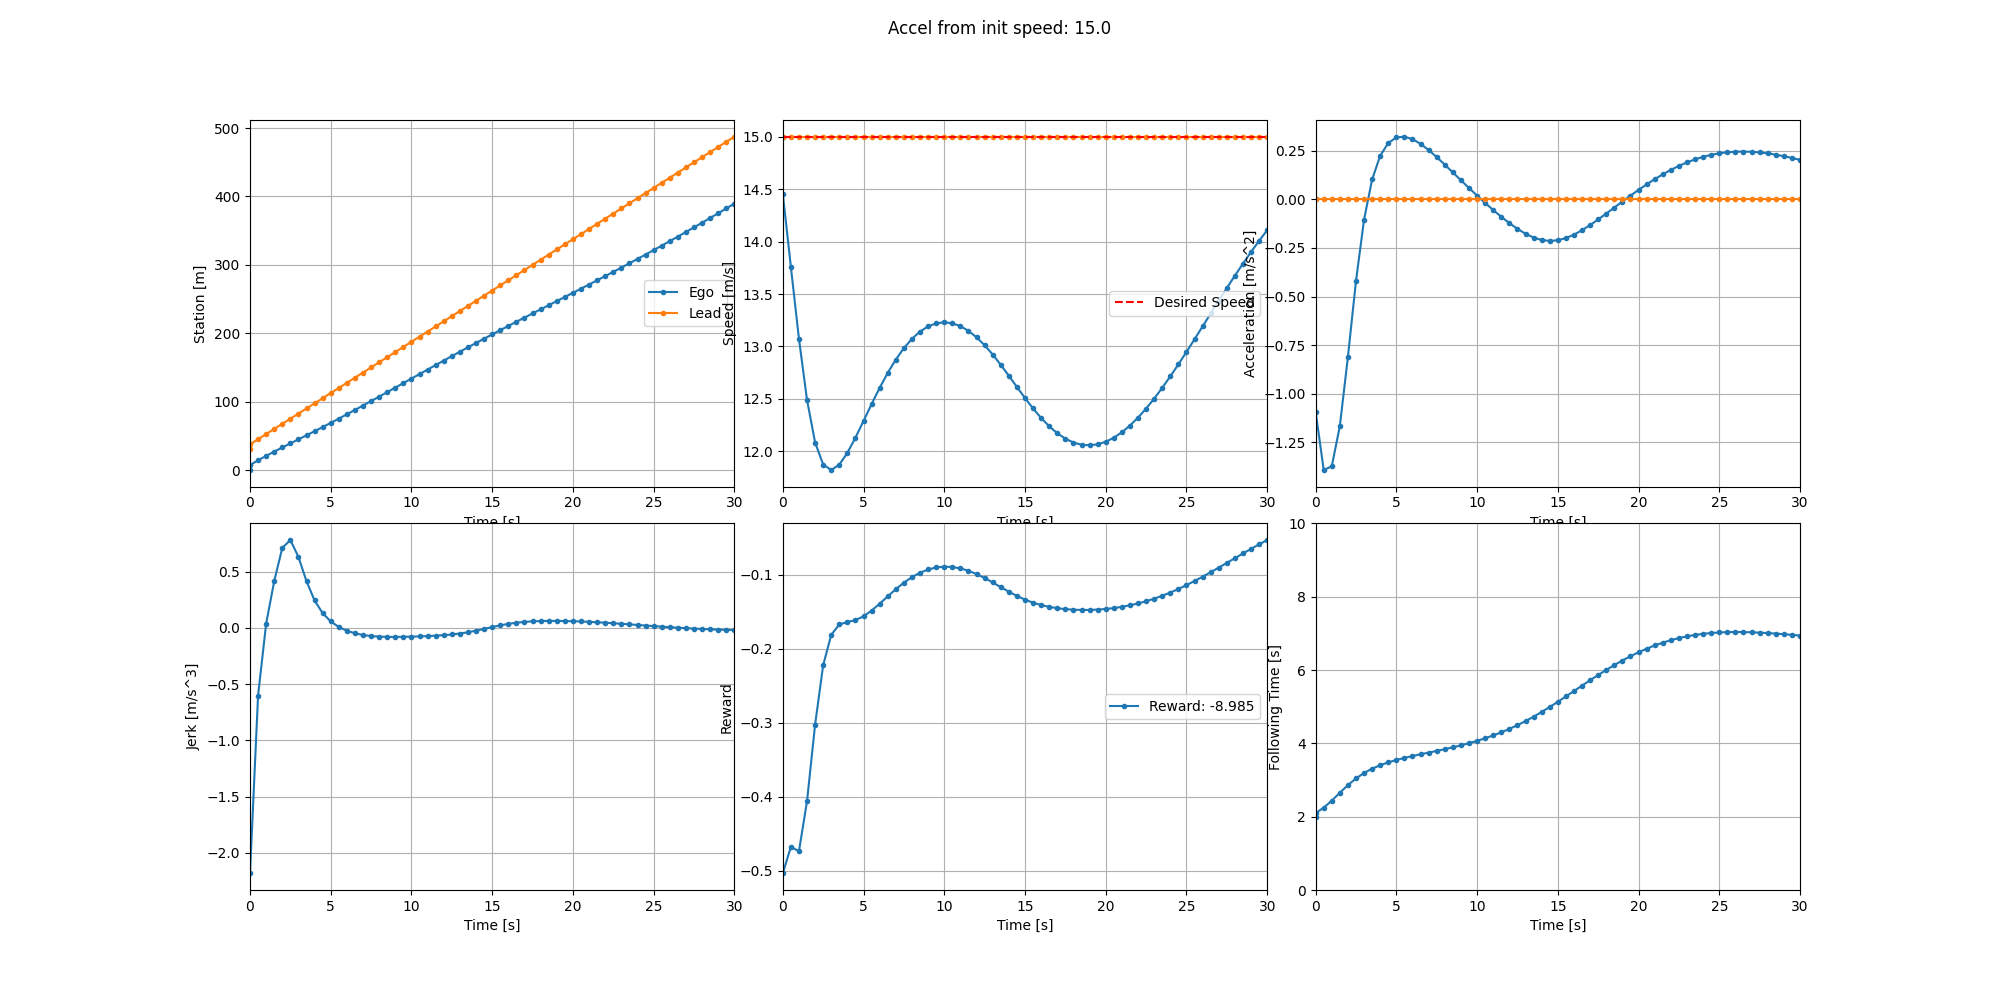 Accel from init speed: 15.0
Station [m]
500
400
300
200
100
0
0 5 10 15 20 25 30
Time [s]
Ego
Lead
Speed [m/s]
15.0
14.5
14.0
13.5
13.0
12.5
12.0
0 5 10 15 20 25 30
Time [s]
Desired Speed
Acceleration [m/s^2]
0.25
0.00
−0.25
−0.50
−0.75
−1.00
−1.25
0 5 10 15 20 25 30
Time [s]
Jerk [m/s^3]
0.5
0.0
−0.5
−1.0
−1.5
−2.0
0 5 10 15 20 25 30
Time [s]
Reward
−0.1
−0.2
−0.3
−0.4
−0.5
0 5 10 15 20 25 30
Time [s]
Reward: -8.985
Following Time [s]
10
8
6
4
2
0
0 5 10 15 20 25 30
Time [s]